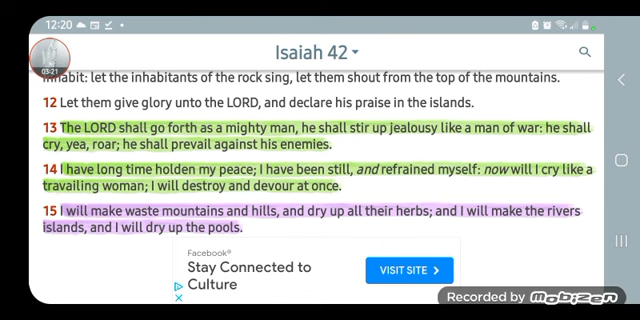 12:20
03:21
Isaiah 42
inhabit: let the inhabitants of the rock sing, let them shout from the top of the mountains.
12 Let them give glory unto the LORD, and declare his praise in the islands.
13 The LORD shall go forth as a mighty man, he shall stir up jealousy like a man of war: he shall
cry, yea, roar; he shall prevail against his enemies.
14 I have long time holden my peace; I have been still, and refrained myself: now will I cry like a
travailing woman; I will destroy and devour at once.
15 I will make waste mountains and hills, and dry up all their herbs; and I will make the rivers
islands, and I will dry up the pools.
Facebook®
Stay Connected to
Culture
VISIT SITE
Recorded by Mobizen